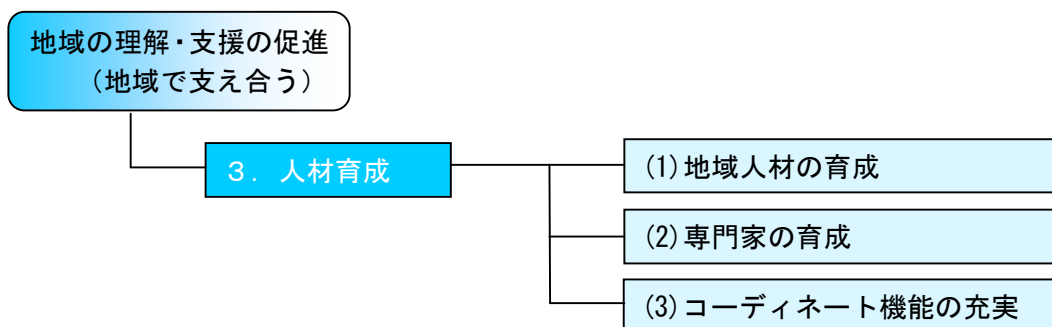 地域の理解・支援の促進
（地域で支え合う）
３．人材育成
(1)地域人材の育成
(2)専門家の育成
(3)コーディネート機能の充実